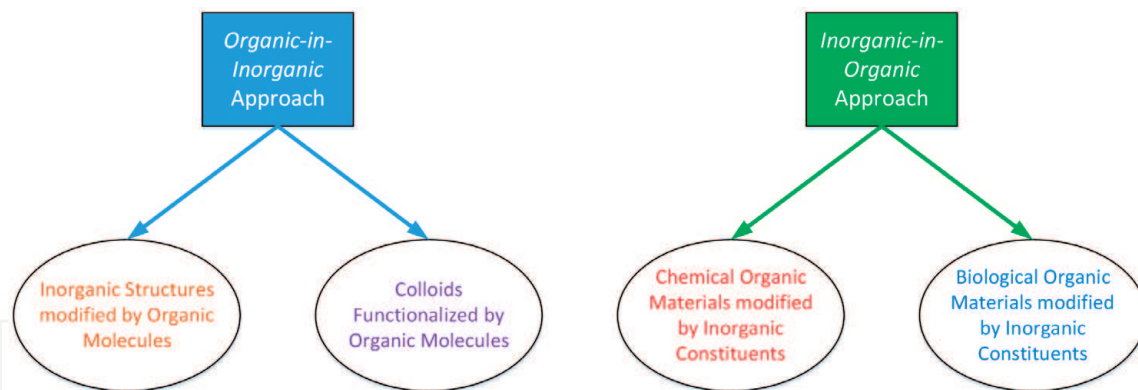 Organic-in-
Inorganic
Approach
Inorganic-in-
Organic
Approach
Inorganic Structures
modified by Organic
Molecules
Colloids
Functionalized by
Organic Molecules
Chemical Organic
Materials modified
by Inorganic
Constituents
Biological Organic
Materials modified
by Inorganic
Constituents